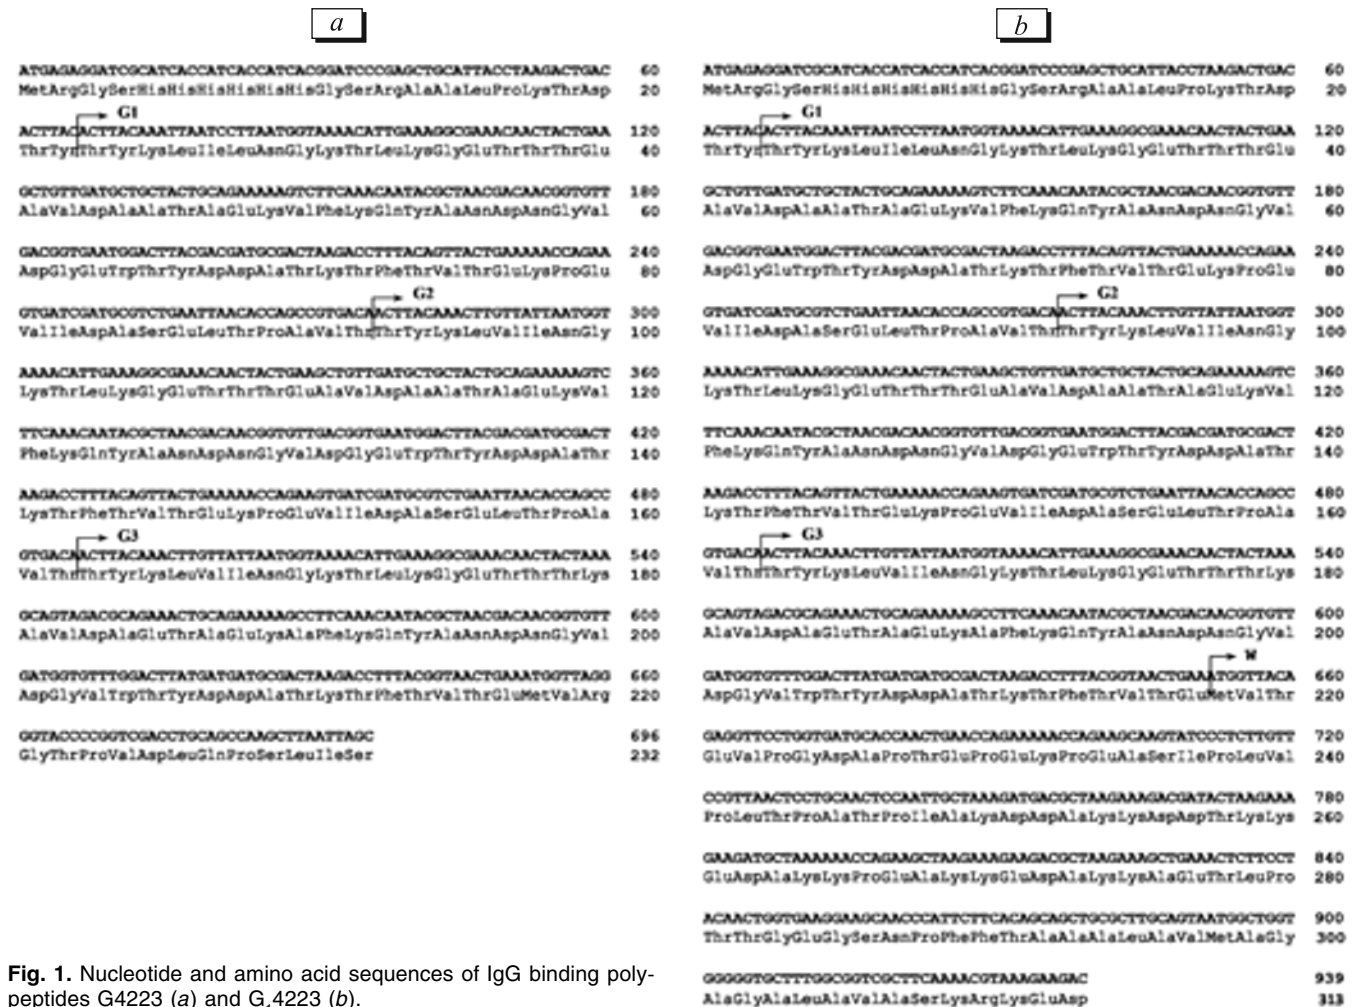 a
ATGAGAGGATCGCATCACCATCACCATCACGGATCCCGAGCTGCATTACCTAAGACTGAC 60
MetArgGlySerHisHisHisHisHisHisGlySerArgAlaAlaLeuProLysThrAsp 20
G1
ACTTACACTTACAAATTAATCCTTAATGGTAAAACATTGAAAGGCGAAACAACTACTGAA 120
ThrTyrThrTyrLysLeuIleLeuAsnGlyLysThrLeuLysGlyGluThrThrThrGlu 40
GCTGTTGATGCTGCTACTGCAGAAAAAGTCTTCAAACAATACGCTAACGACAACGGTGTT 180
AlaValAspAlaAlaThrAlaGluLysValPheLysGlnTyrAlaAsnAspAsnGlyVal 60
GACGGTGAATGGACTTACGACGATGCGACTAAGACCTTTACAGTTACTGAAAAACCAGAA 240
AspGlyGluTrpThrTyrAspAspAlaThrLysThrPheThrValThrGluLysProGlu 80
G2
GTGATCGATGCGTCTGAATTAACACCAGCCGTGACAACTTACAAACTTGTTATTAATGGT 300
ValIleAspAlaSerGluLeuThrProAlaValThrThrTyrLysLeuValIleAsnGly 100
AAAACATTGAAAGGCGAAACAACTACTGAAGCTGTTGATGCTGCTACTGCAGAAAAAGTC 360
LysThrLeuLysGlyGluThrThrThrGluAlaValAspAlaAlaThrAlaGluLysVal 120
TTCAAACAATACGCTAACGACAACGGTGTTGACGGTGAATGGACTTACGACGATGCGACT 420
PheLysGlnTyrAlaAsnAspAsnGlyValAspGlyGluTrpThrTyrAspAspAlaThr 140
AAGACCTTTACAGTTACTGAAAAACCAGAAGTGATCGATGCGTCTGAATTAACACCAGCC 480
LysThrPheThrValThrGluLysProGluValIleAspAlaSerGluLeuThrProAla 160
G3
GTGACAACTTACAAACTTGTTATTAATGGTAAAACATTGAAAGGCGAAACAACTACTAAA 540
ValThrThrTyrLysLeuValIleAsnGlyLysThrLeuLysGlyGluThrThrThrLys 180
GCAGTAGACGCAGAAACTGCAGAAAAAGCCTTCAAACAATACGCTAACGACAACGGTGTT 600
AlaValAspAlaGluThrAlaGluLysAlaPheLysGlnTyrAlaAsnAspAsnGlyVal 200
GATGGTGTTTGGACTTATGATGATGCGACTAAGACCTTTACGGTAACTGAAATGGTTAGG 660
AspGlyValTrpThrTyrAspAspAlaThrLysThrPheThrValThrGluMetValArg 220
GGTACCCCGGTCGACCTGCAGCCAAGCTTAATTAGC 696
GlyThrProValAspLeuGlnProSerLeuIleSer 232
Fig. 1. Nucleotide and amino acid sequences of IgG binding poly-
peptides G4223 (a) and G,4223 (b).
b
ATGAGAGGATCGCATCACCATCACCATCACGGATCCCGAGCTGCATTACCTAAGACTGAC 60
MetArgGlySerHisHisHisHisHisHisGlySerArgAlaAlaLeuProLysThrAsp 20
G1
ACTTACACTTACAAATTAATCCTTAATGGTAAAACATTGAAAGGCGAAACAACTACTGAA 120
ThrTyrThrTyrLysLeuIleLeuAsnGlyLysThrLeuLysGlyGluThrThrThrGlu 40
GCTGTTGATGCTGCTACTGCAGAAAAAGTCTTCAAACAATACGCTAACGACAACGGTGTT 180
AlaValAspAlaAlaThrAlaGluLysValPheLysGlnTyrAlaAsnAspAsnGlyVal 60
GACGGTGAATGGACTTACGACGATGCGACTAAGACCTTTACAGTTACTGAAAAACCAGAA 240
AspGlyGluTrpThrTyrAspAspAlaThrLysThrPheThrValThrGluLysProGlu 80
G2
GTGATCGATGCGTCTGAATTAACACCAGCCGTGACAACTTACAAACTTGTTATTAATGGT 300
ValIleAspAlaSerGluLeuThrProAlaValThrThrTyrLysLeuValIleAsnGly 100
AAAACATTGAAAGGCGAAACAACTACTGAAGCTGTTGATGCTGCTACTGCAGAAAAAGTC 360
LysThrLeuLysGlyGluThrThrThrGluAlaValAspAlaAlaThrAlaGluLysVal 120
TTCAAACAATACGCTAACGACAACGGTGTTGACGGTGAATGGACTTACGACGATGCGACT 420
PheLysGlnTyrAlaAsnAspAsnGlyValAspGlyGluTrpThrTyrAspAspAlaThr 140
AAGACCTTTACAGTTACTGAAAAACCAGAAGTGATCGATGCGTCTGAATTAACACCAGCC 480
LysThrPheThrValThrGluLysProGluValIleAspAlaSerGluLeuThrProAla 160
G3
GTGACAACTTACAAACTTGTTATTAATGGTAAAACATTGAAAGGCGAAACAACTACTAAA 540
ValThrThrTyrLysLeuValIleAsnGlyLysThrLeuLysGlyGluThrThrThrLys 180
GCAGTAGACGCAGAAACTGCAGAAAAAGCCTTCAAACAATACGCTAACGACAACGGTGTT 600
AlaValAspAlaGluThrAlaGluLysAlaPheLysGlnTyrAlaAsnAspAsnGlyVal 200
W
GATGGTGTTTGGACTTATGATGATGCGACTAAGACCTTTACGGTAACTGAAATGGTTACA 660
AspGlyValTrpThrTyrAspAspAlaThrLysThrPheThrValThrGluMetValThr 220
GAGGTTCCTGGTGATGCACCAACTGAACCAGAAAAACCAGAAGCAAGTATCCCTCTTGTT 720
GluValProGlyAspAlaProThrGluProGluLysProGluAlaSerIleProLeuVal 240
CCGTTAACTCCTGCAACTCCAATTGCTAAAGATGACGCTAAGAAAGACGATACTAAGAAA 780
ProLeuThrProAlaThrProIleAlaLysAspAspAlaLysLysAspAspThrLysLys 260
GAAGATGCTAAAAAACCAGAAGCTAAGAAAGAAGACGCTAAGAAAGCTGAAACTCTTCCT 840
GluAspAlaLysLysProGluAlaLysLysGluAspAlaLysLysAlaGluThrLeuPro 280
ACAACTGGTGAAGGAAGCAACCCATTCTTCACAGCAGCTGCGCTTGCAGTAATGGCTGGT 900
ThrThrGlyGluGlySerAsnProPhePheThrAlaAlaAlaLeuAlaValMetAlaGly 300
GCGGGTGCTTTGGCGGTCGCTTCAAAACGTAAAGAAGAC 939
AlaGlyAlaLeuAlaValAlaSerLysArgLysGluAsp 313